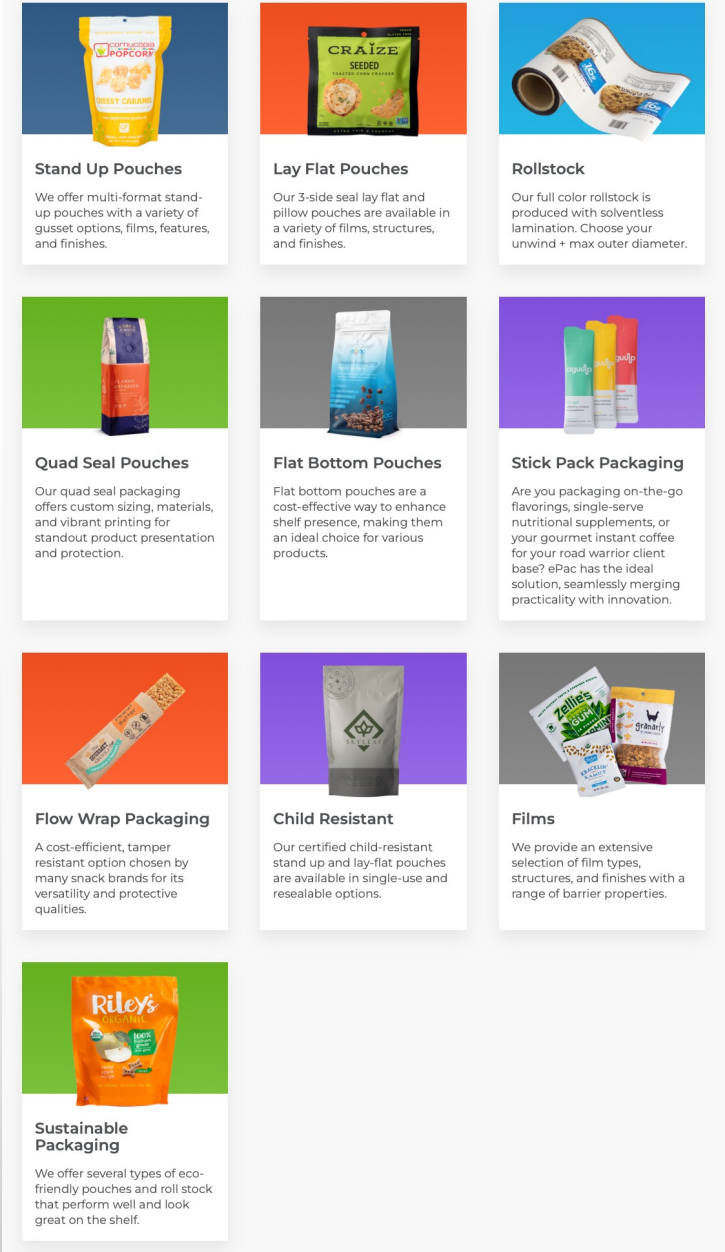 cornucopia
POPCORN
CHEESY CARAMEL
Stand Up Pouches
We offer multi-format stand-
up pouches with a variety of
gusset options, films, features,
and finishes.
CRAIZE
SEEDED
TOASTED CORN CRACKER
Lay Flat Pouches
Our 3-side seal lay flat and
pillow pouches are available in
a variety of films, structures,
and finishes.
16g
16g
Rollstock
Our full color rollstock is
produced with solventless
lamination. Choose your
unwind + max outer diameter.
Quad Seal Pouches
Our quad seal packaging
offers custom sizing, materials,
and vibrant printing for
standout product presentation
and protection.
Flat Bottom Pouches
Flat bottom pouches are a
cost-effective way to enhance
shelf presence, making them
an ideal choice for various
products.
Stick Pack Packaging
Are you packaging on-the-go
flavorings, single-serve
nutritional supplements, or
your gourmet instant coffee
for your road warrior client
base? ePac has the ideal
solution, seamlessly merging
practicality with innovation.
Flow Wrap Packaging
A cost-efficient, tamper
resistant option chosen by
many snack brands for its
versatility and protective
qualities.
SKYLEAF
Child Resistant
Our certified child-resistant
stand up and lay-flat pouches
are available in single-use and
resealable options.
Zellie's
GUM
granarly
KRACKLIN'
KAMUT
Films
We provide an extensive
selection of film types,
structures, and finishes with a
range of barrier properties.
Riley's
ORGANIC
100%
Sustainable
Packaging
We offer several types of eco-
friendly pouches and roll stock
that perform well and look
great on the shelf.